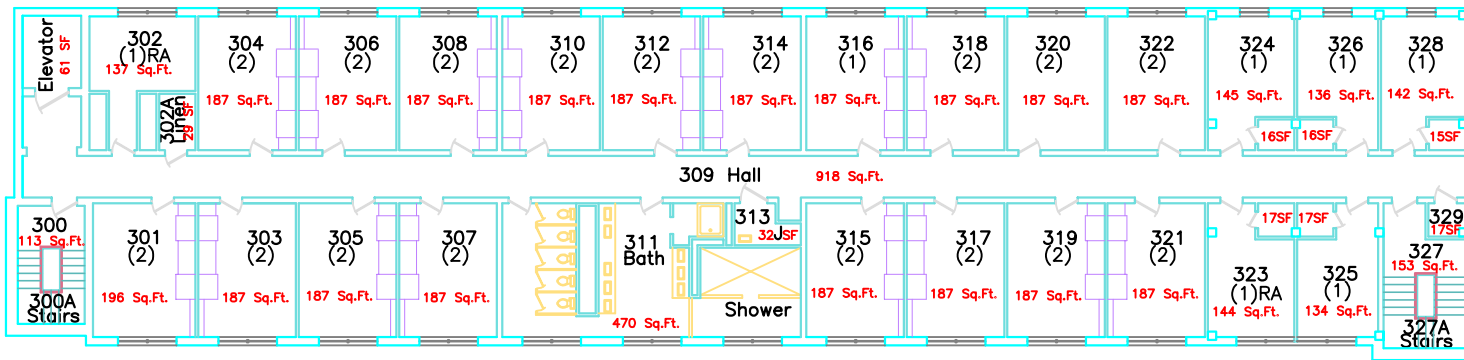 Elevator
61 SF
302
(1)RA
137 Sq.Ft.
302A
Linen
29 SF
304
(2)
187 Sq.Ft.
306
(2)
187 Sq.Ft.
308
(2)
187 Sq.Ft.
310
(2)
187 Sq.Ft.
312
(2)
187 Sq.Ft.
314
(2)
187 Sq.Ft.
316
(1)
187 Sq.Ft.
318
(2)
187 Sq.Ft.
320
(2)
187 Sq.Ft.
322
(2)
187 Sq.Ft.
324
(1)
145 Sq.Ft.
16SF
326
(1)
136 Sq.Ft.
16SF
328
(1)
142 Sq.Ft.
15SF
309 Hall
918 Sq.Ft.
300
113 Sq.Ft.
300A
Stairs
301
(2)
196 Sq.Ft.
303
(2)
187 Sq.Ft.
305
(2)
187 Sq.Ft.
307
(2)
187 Sq.Ft.
311
Bath
470 Sq.Ft.
313
J
32 SF
Shower
315
(2)
187 Sq.Ft.
317
(2)
187 Sq.Ft.
319
(2)
187 Sq.Ft.
321
(2)
187 Sq.Ft.
17SF
323
(1)RA
144 Sq.Ft.
17SF
325
(1)
134 Sq.Ft.
329
17SF
327
153 Sq.Ft.
327A
Stairs